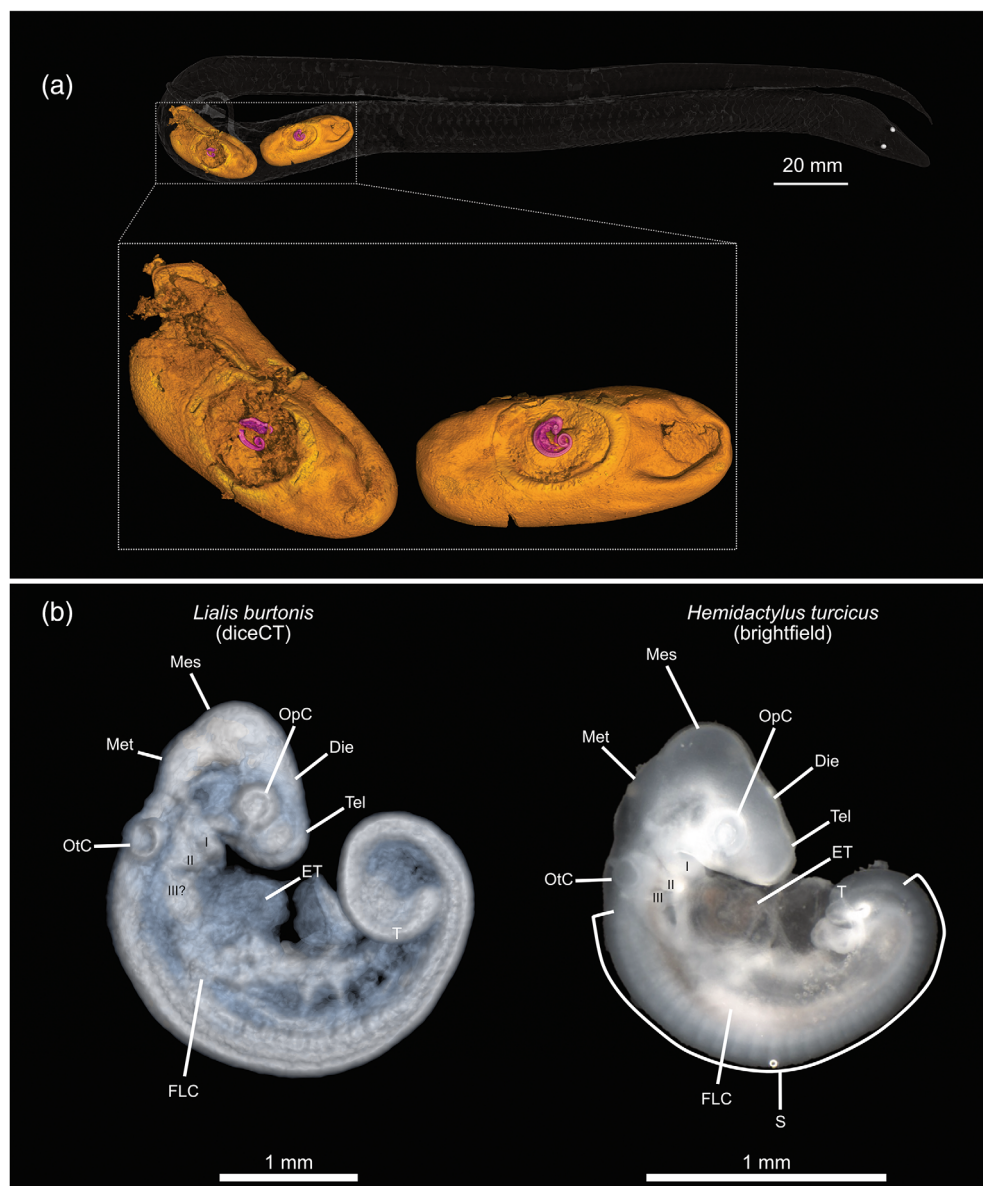 (a)
20 mm
(b)
Lialis burtonis
(diceCT)
Hemidactylus turcicus
(brightfield)
Mes
OpC
Met
Die
Tel
OtC
I
II
III?
ET
T
FLC
1 mm
Mes
OpC
Met
Die
Tel
ET
OtC
I
II
III
T
FLC
S
1 mm